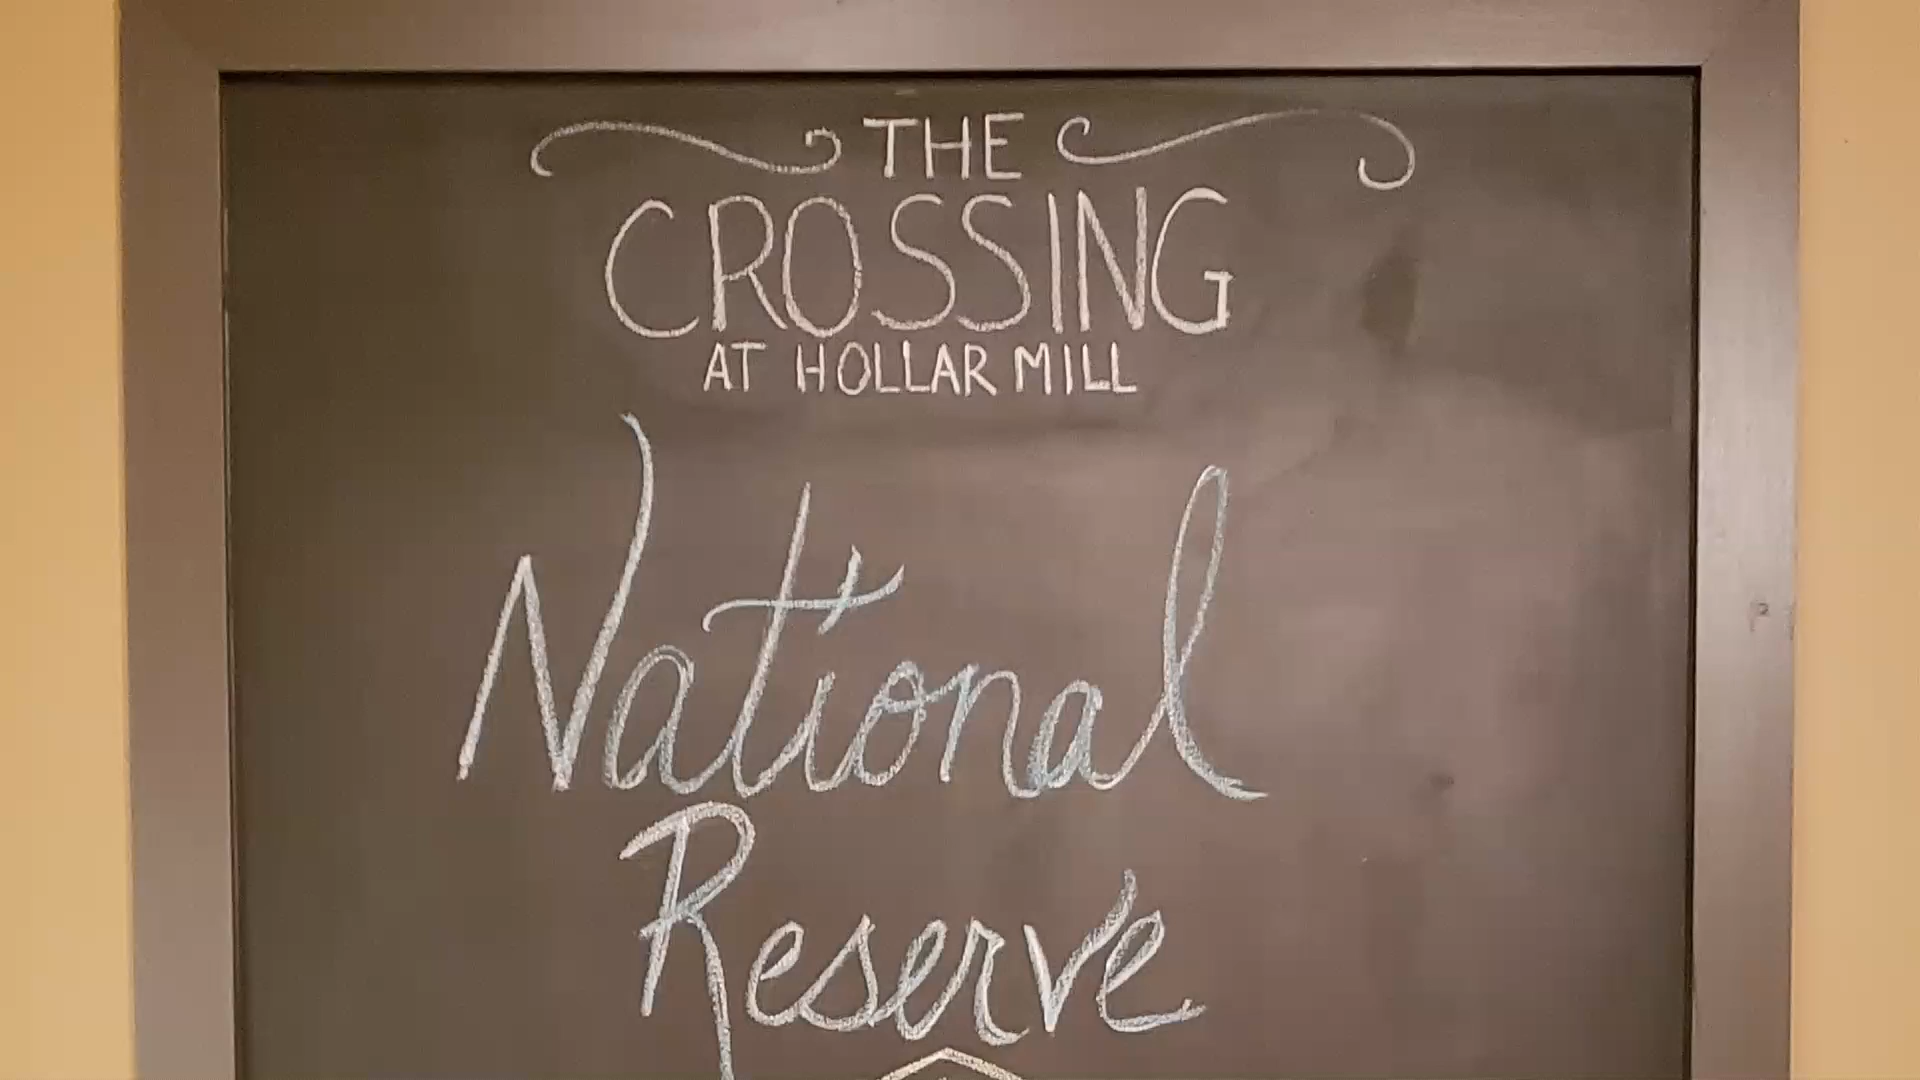 THE
CROSSING
AT HOLLAR MILL
National
Reserve